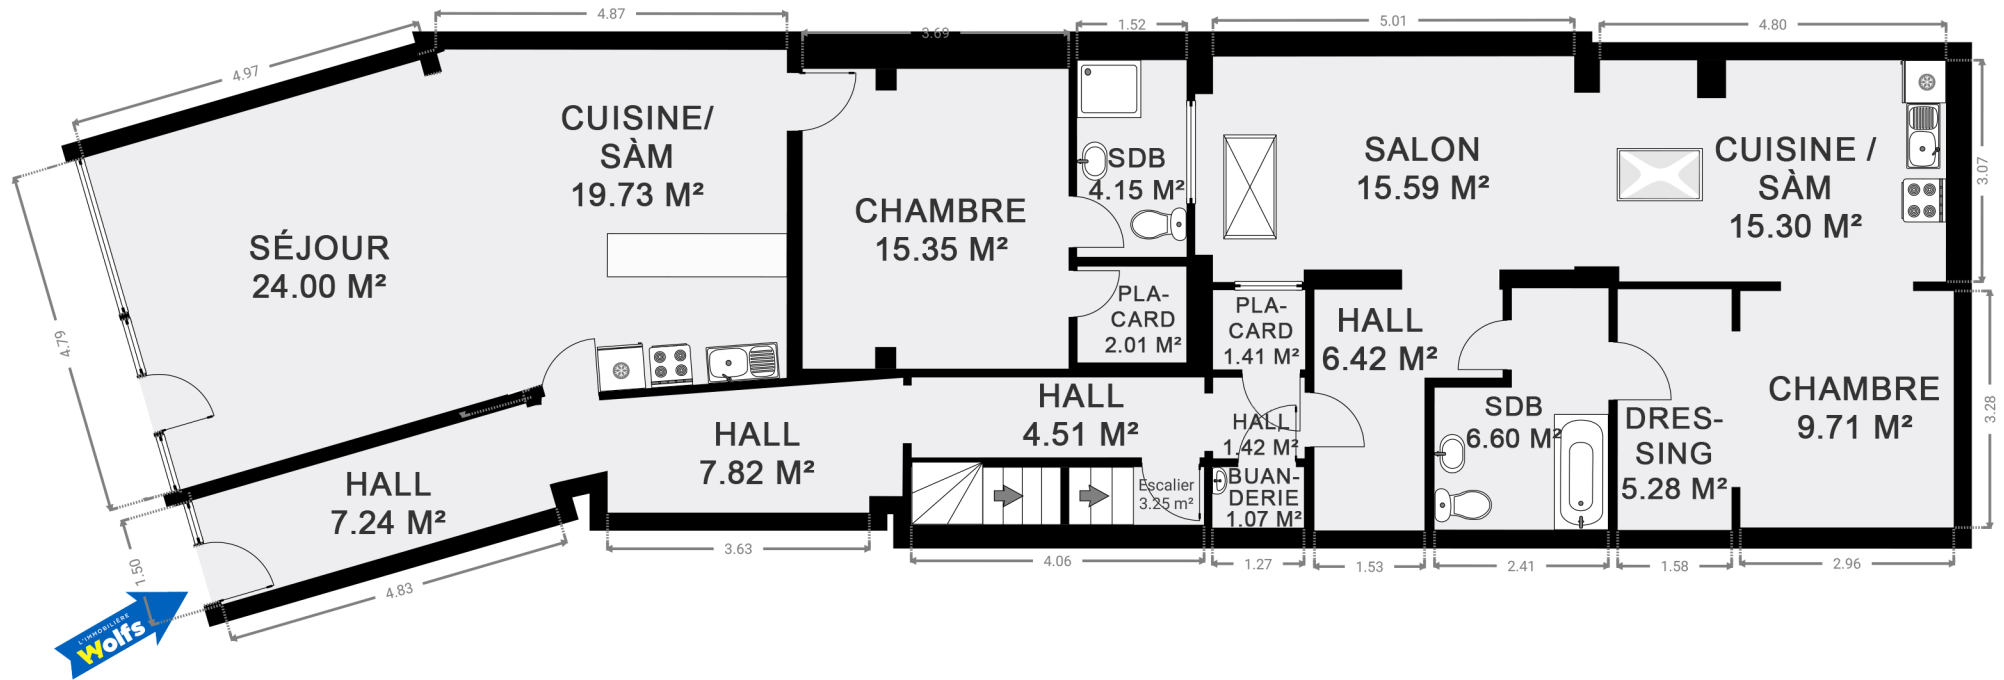 4.87
3.69
1.52
5.01
4.80
4.97
CUISINE/
SÀM
19.73 M²
SDB
4.15 M²
SALON
15.59 M²
CUISINE /
SÀM
15.30 M²
3.07
CHAMBRE
15.35 M²
SÉJOUR
24.00 M²
4.79
PLA-
CARD
2.01 M²
PLA-
CARD
1.41 M²
HALL
6.42 M²
CHAMBRE
9.71 M²
3.28
HALL
4.51 M²
HALL
1.42 M²
SDB
6.60 M²
DRES-
SING
5.28 M²
HALL
7.82 M²
HALL
7.24 M²
Escalier
3.25 m²
BUAN-
DERIE
1.07 M²
1.50
4.83
3.63
4.06
1.27
1.53
2.41
1.58
2.96
L'IMMOBILIÈRE
Wolfs